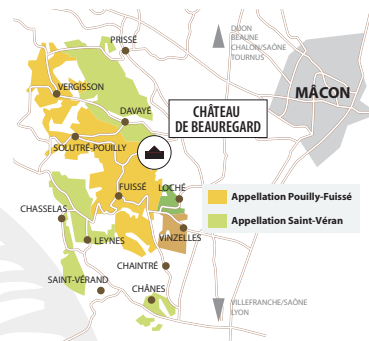 DIJON
BEAUNE
CHALON/SAÔNE
TOURNUS
PRISSÉ
VERGISSON
MÂCON
DAVAYÉ
CHÂTEAU
DE BEAUREGARD
SOLUTRÉ-POUILLY
FUISSÉ
LOCHÉ
Appellation Pouilly-Fuissé
CHASSELAS
Appellation Saint-Véran
LEYNES
VINZELLES
CHAINTRÉ
SAINT-VÉRAND
CHÂNES
VILLEFRANCHE/SAÔNE
LYON